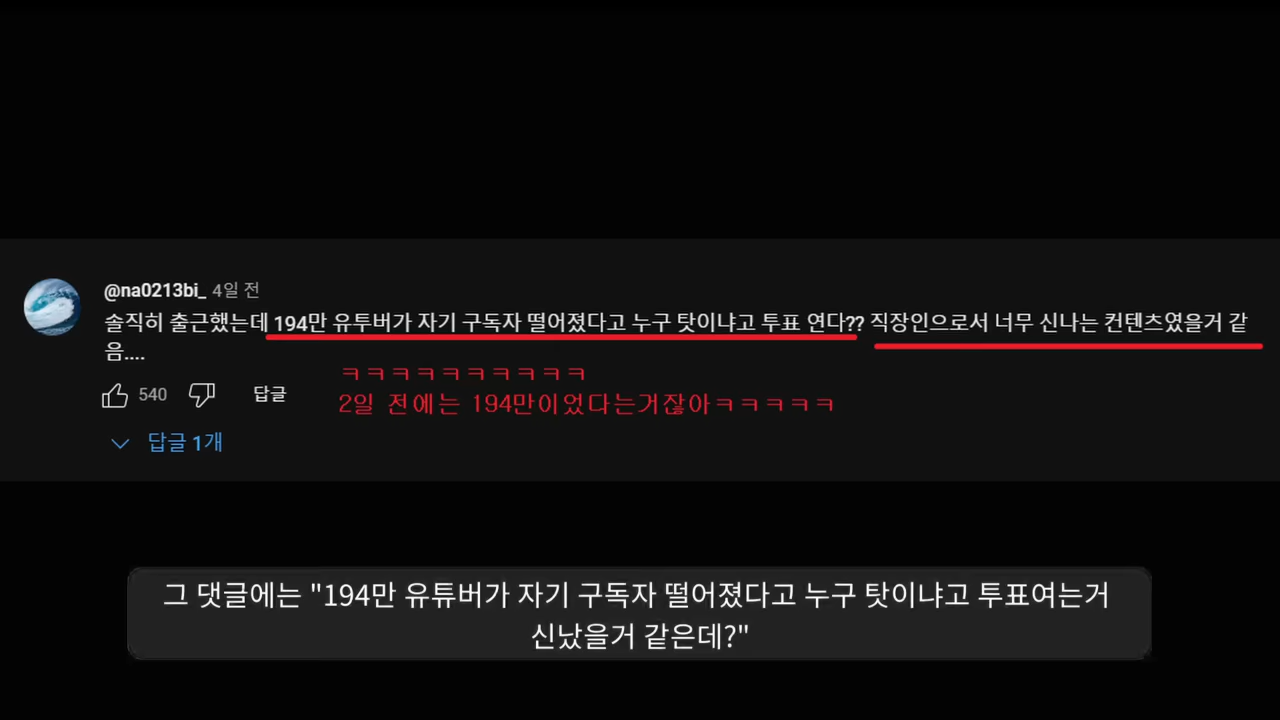 @na0213bi_ 4일 전
솔직히 출근했는데 194만 유투버가 자기 구독자 떨어졌다고 누구 탓이냐고 투표 연다?? 직장인으로서 너무 신나는 컨텐츠였을거 같
음....
540 답글
ㅋㅋㅋㅋㅋㅋㅋㅋㅋㅋ
2일 전에는 194만이었다는거잖아ㅋㅋㅋㅋㅋ
답글 1개
그 댓글에는 "194만 유튜버가 자기 구독자 떨어졌다고 누구 탓이냐고 투표여는거
신났을거 같은데?"